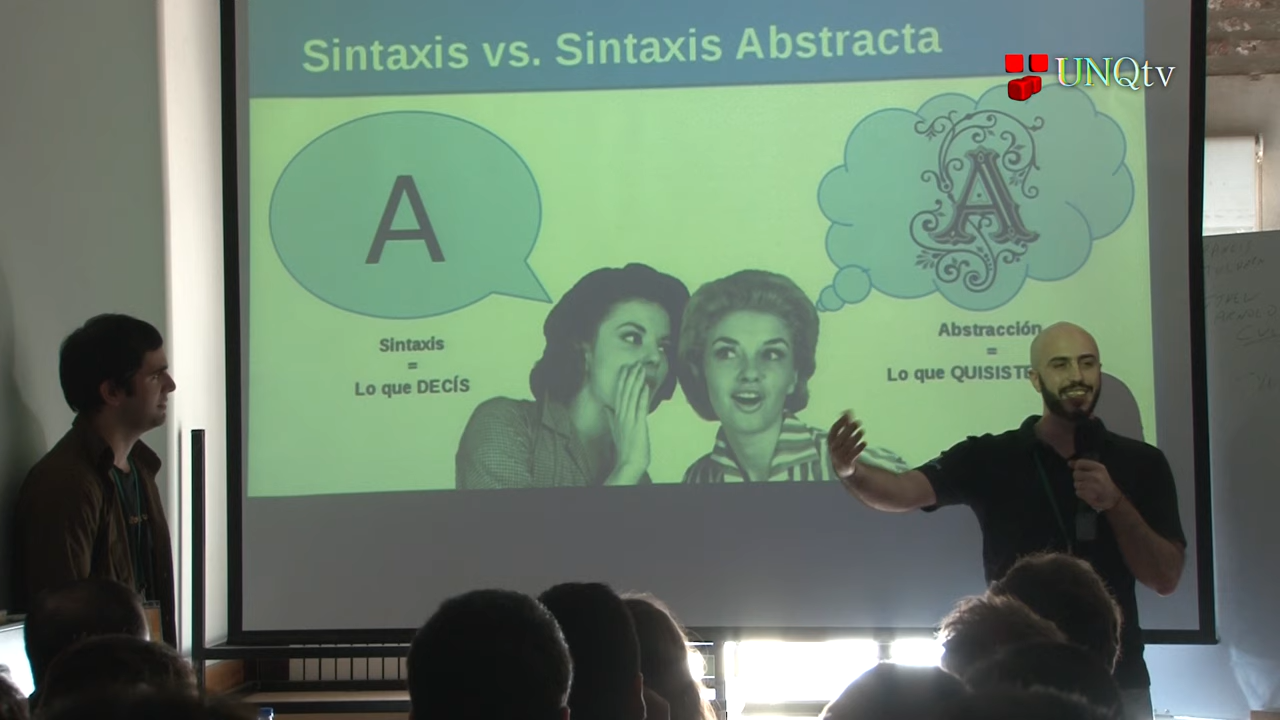 Sintaxis vs. Sintaxis Abstracta
UNQtv
A
A
Sintaxis
=
Lo que DECÍS
Abstracción
=
Lo que QUISISTE